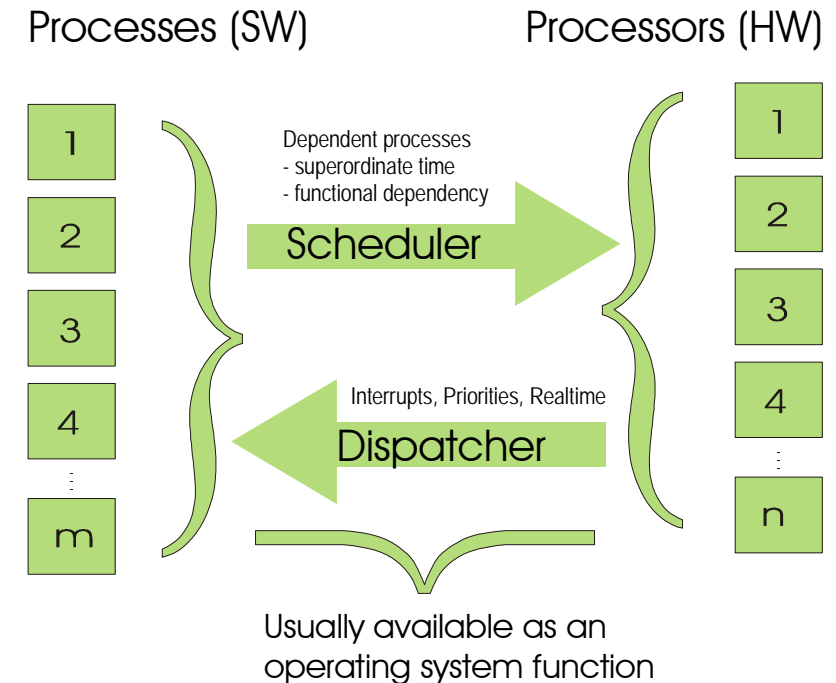 Processes (SW)
Processors (HW)
1
2
3
4
m
Dependent processes
- superordinate time
- functional dependency
Scheduler
Interrupts, Priorities, Realtime
Dispatcher
1
2
3
4
n
Usually available as an
operating system function